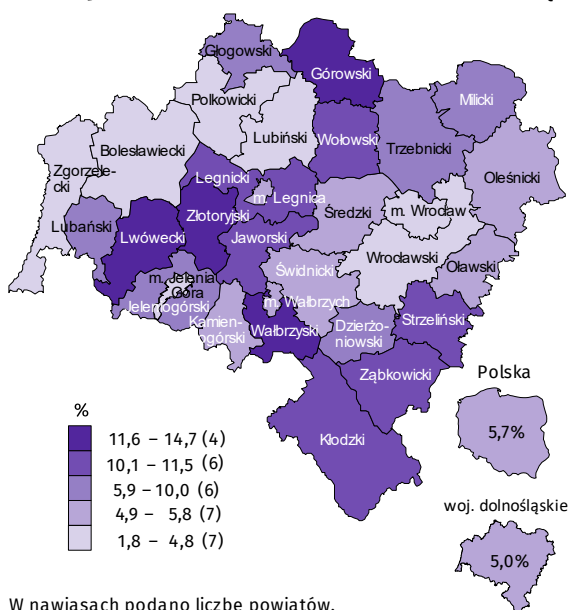 Głogowski
Górowski
Milicki
Polkowicki
Lubiński
Wołowski
Trzebnicki
Bolesławiecki
Zgorzele-
cki
Oleśnicki
Legnicki
m. Legnica
Lubański
Lwówecki
Złotoryjski
Średzki
m. Wrocław
Jaworski
Wrocławski
Oławski
Świdnicki
m. Jelenia
Góra
Jeleniogórski
Kamien-
nogórski
m. Wałbrzych
Wałbrzyski
Dzierżo-
niowski
Strzeliński
Ząbkowicki
Kłodzki
Polska
5,7%
woj. dolnośląskie
5,0%
%
11,6 – 14,7 (4)
10,1 – 11,5 (6)
5,9 – 10,0 (6)
4,9 – 5,8 (7)
1,8 – 4,8 (7)
W nawiasach podano liczbę powiatów.